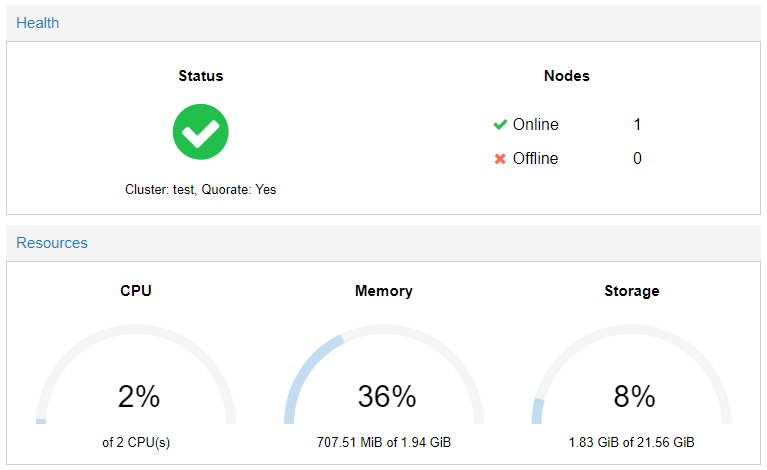 Health
Status
Nodes
Online 1
Offline 0
Cluster: test, Quorate: Yes
Resources
CPU
Memory
Storage
2%
36%
8%
of 2 CPU(s)
707.51 MiB of 1.94 GiB
1.83 GiB of 21.56 GiB